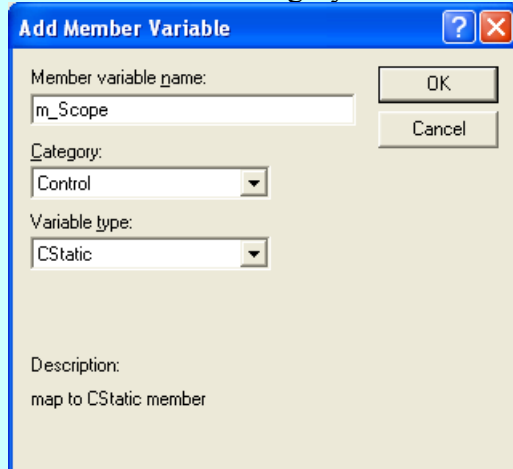 Add Member Variable
Member variable name:
OK
m_Scope
Cancel
Category:
Control
Variable type:
CStatic
Description:
map to CStatic member